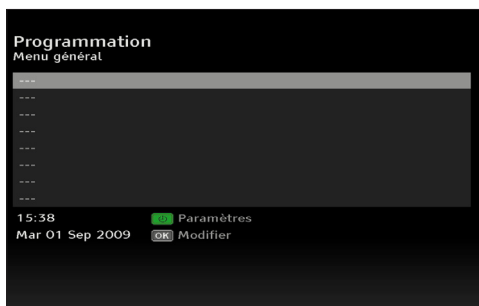 Programmation
Menu général
---
---
---
---
---
---
---
---
15:38 Paramètres
Mar 01 Sep 2009 OK Modifier